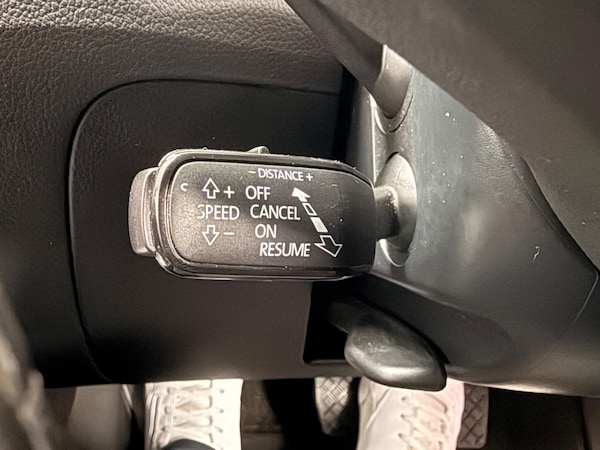 - DISTANCE +
+ OFF
SPEED CANCEL
- ON
RESUME